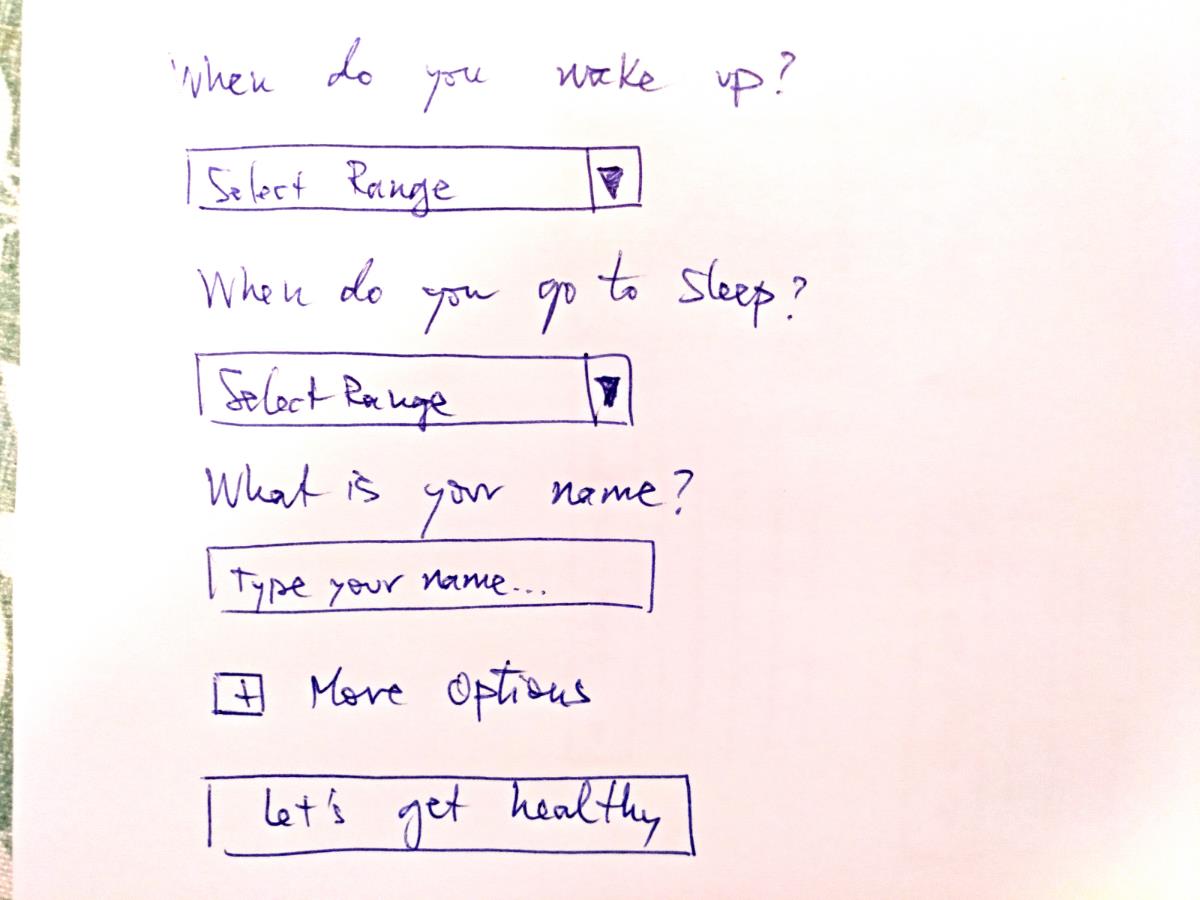 When do you wake up?
Select Range
When do you go to sleep?
Select Range
What is your name?
Type your name...
+ More Options
Let's get healthy